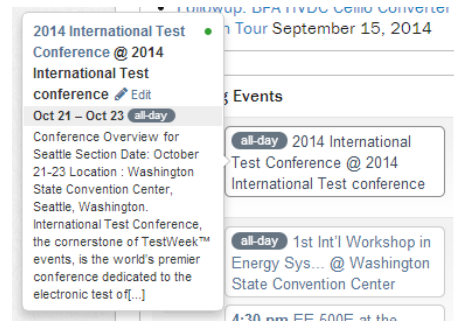 Followup: BPA HVDC Celilo Converter
n Tour September 15, 2014
2014 International Test
Conference @ 2014
International Test
conference Edit
Oct 21 – Oct 23 all-day
Conference Overview for
Seattle Section Date: October
21-23 Location : Washington
State Convention Center,
Seattle, Washington.
International Test Conference,
the cornerstone of TestWeek™
events, is the world's premier
conference dedicated to the
electronic test of[...]
g Events
all-day 2014 International
Test Conference @ 2014
International Test conference
all-day 1st Int'l Workshop in
Energy Sys... @ Washington
State Convention Center
4:30 pm EE 500E at the